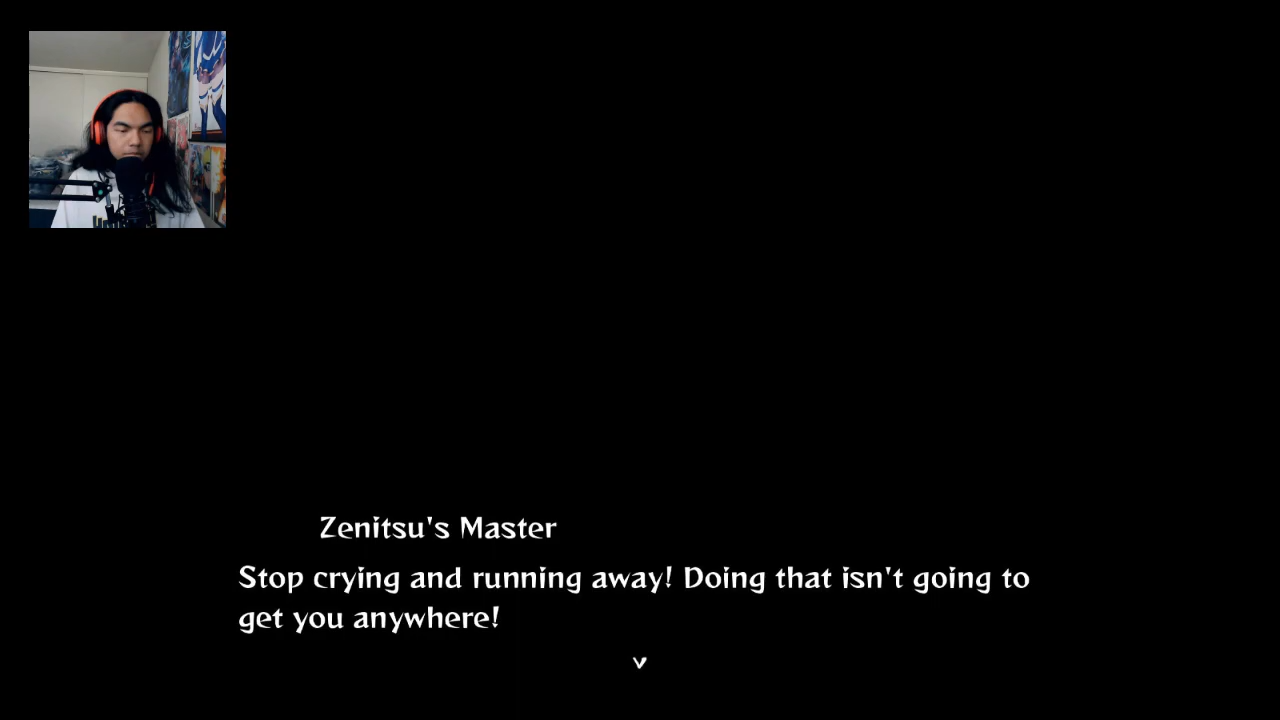 Zenitsu's Master
Stop crying and running away! Doing that isn't going to
get you anywhere!